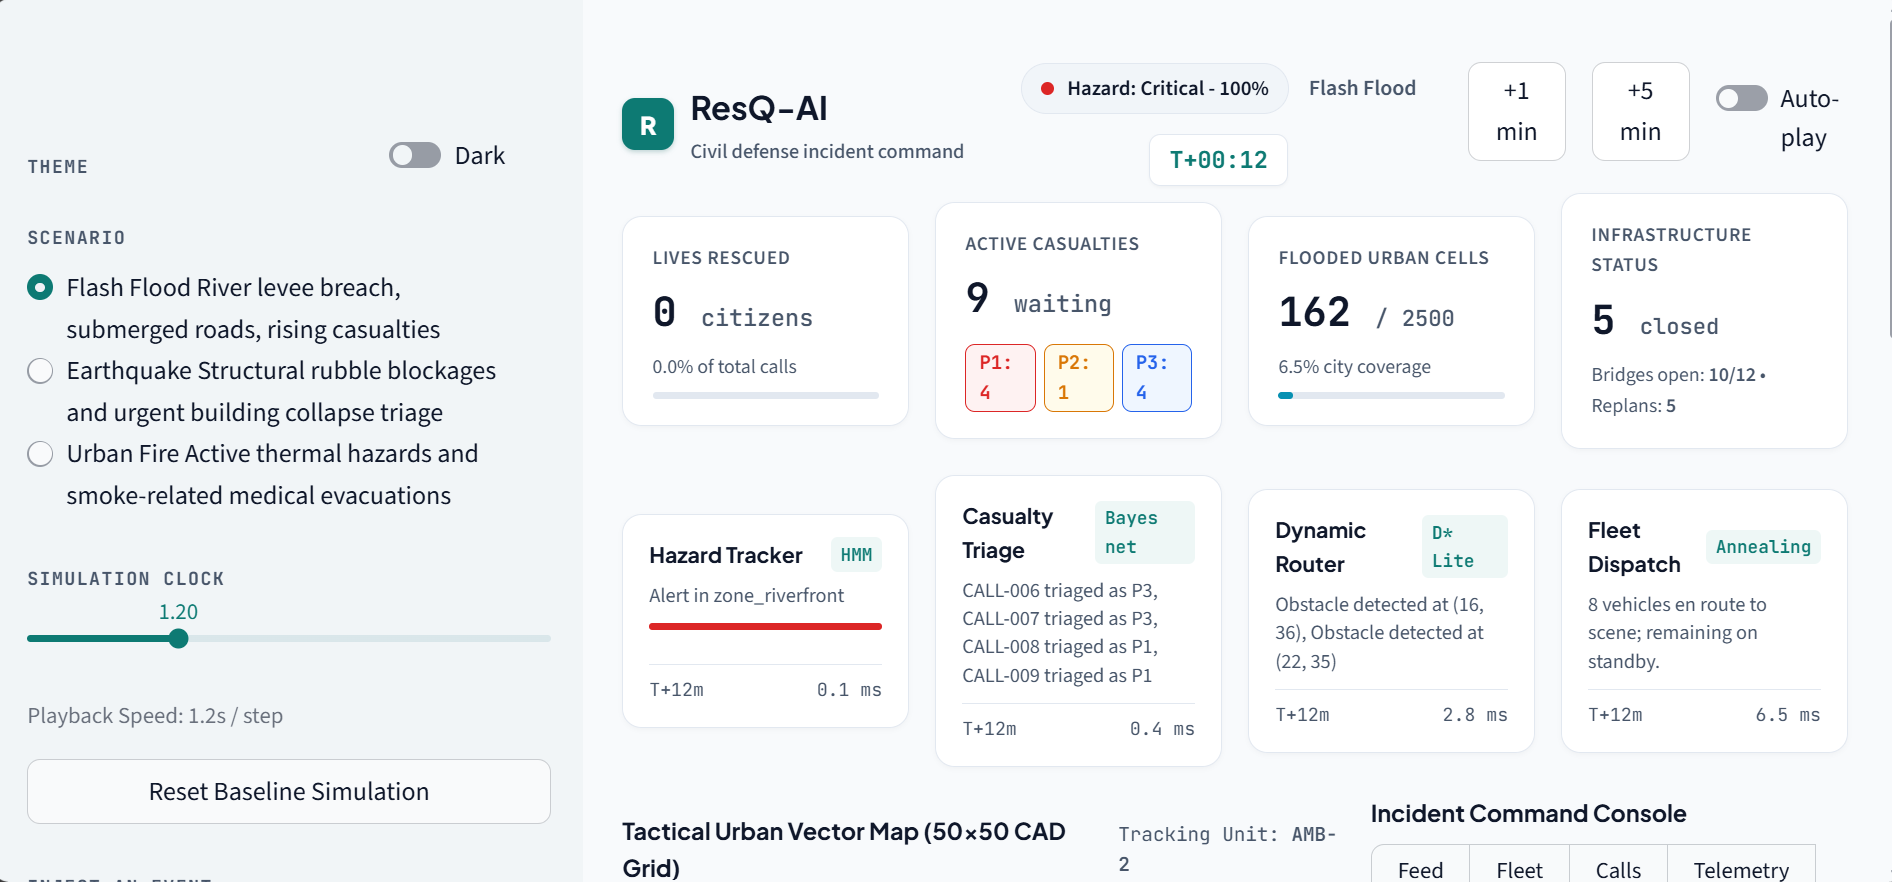 THEME
Dark
SCENARIO
Flash Flood River levee breach,
submerged roads, rising casualties
Earthquake Structural rubble blockages
and urgent building collapse triage
Urban Fire Active thermal hazards and
smoke-related medical evacuations
SIMULATION CLOCK
1.20
Playback Speed: 1.2s / step
Reset Baseline Simulation
INJECT AN EVENT
R
ResQ-AI
Civil defense incident command
Hazard: Critical - 100%
Flash Flood
T+00:12
+1
min
+5
min
Auto-
play
LIVES RESCUED
0 citizens
0.0% of total calls
ACTIVE CASUALTIES
9 waiting
P1:
4
P2:
1
P3:
4
FLOODED URBAN CELLS
162 / 2500
6.5% city coverage
INFRASTRUCTURE
STATUS
5 closed
Bridges open: 10/12 •
Replans: 5
Hazard Tracker
HMM
Alert in zone_riverfront
T+12m 0.1 ms
Casualty
Triage
Bayes
net
CALL-006 triaged as P3,
CALL-007 triaged as P3,
CALL-008 triaged as P1,
CALL-009 triaged as P1
T+12m 0.4 ms
Dynamic
Router
D*
Lite
Obstacle detected at (16,
36), Obstacle detected at
(22, 35)
T+12m 2.8 ms
Fleet
Dispatch
Annealing
8 vehicles en route to
scene; remaining on
standby.
T+12m 6.5 ms
Tactical Urban Vector Map (50×50 CAD
Grid)
Tracking Unit: AMB-
2
Incident Command Console
Feed Fleet Calls Telemetry